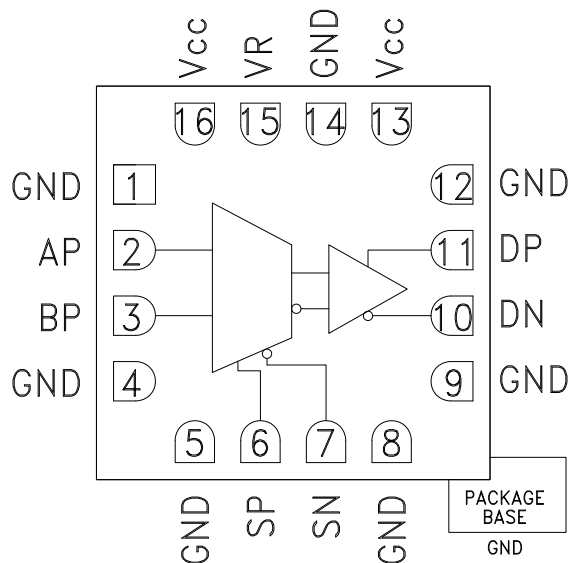 Vcc VR GND Vcc
16 15 14 13
GND 1 12 GND
AP 2 11 DP
BP 3 10 DN
GND 4 9 GND
5 6 7 8
GND SP SN GND
PACKAGE
BASE
GND